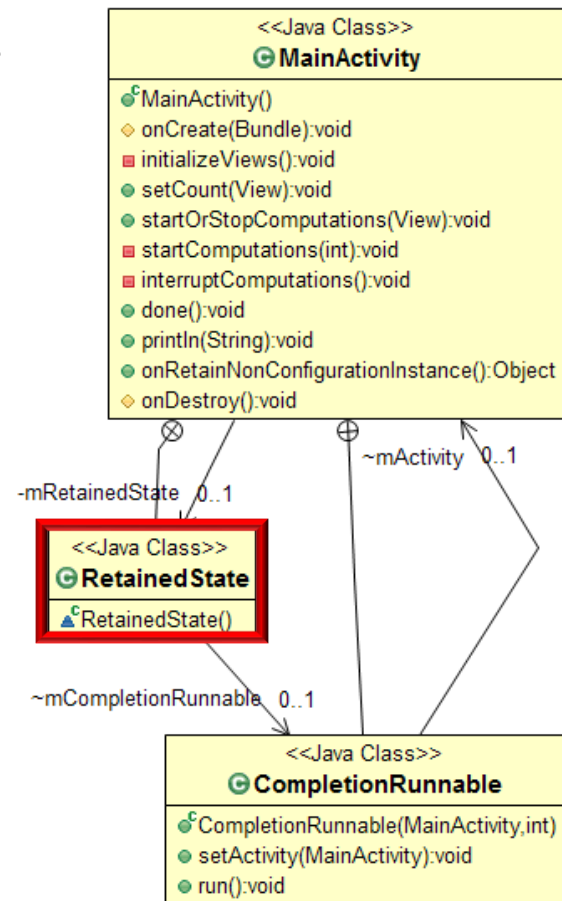 <<Java Class>>
MainActivity
MainActivity()
onCreate(Bundle):void
initializeViews():void
setCount(View):void
startOrStopComputations(View):void
startComputations(int):void
interruptComputations():void
done():void
println(String):void
onRetainNonConfigurationInstance():Object
onDestroy():void
~mActivity 0..1
-mRetainedState 0..1
<<Java Class>>
RetainedState
RetainedState()
~mCompletionRunnable 0..1
<<Java Class>>
CompletionRunnable
CompletionRunnable(MainActivity,int)
setActivity(MainActivity):void
run():void